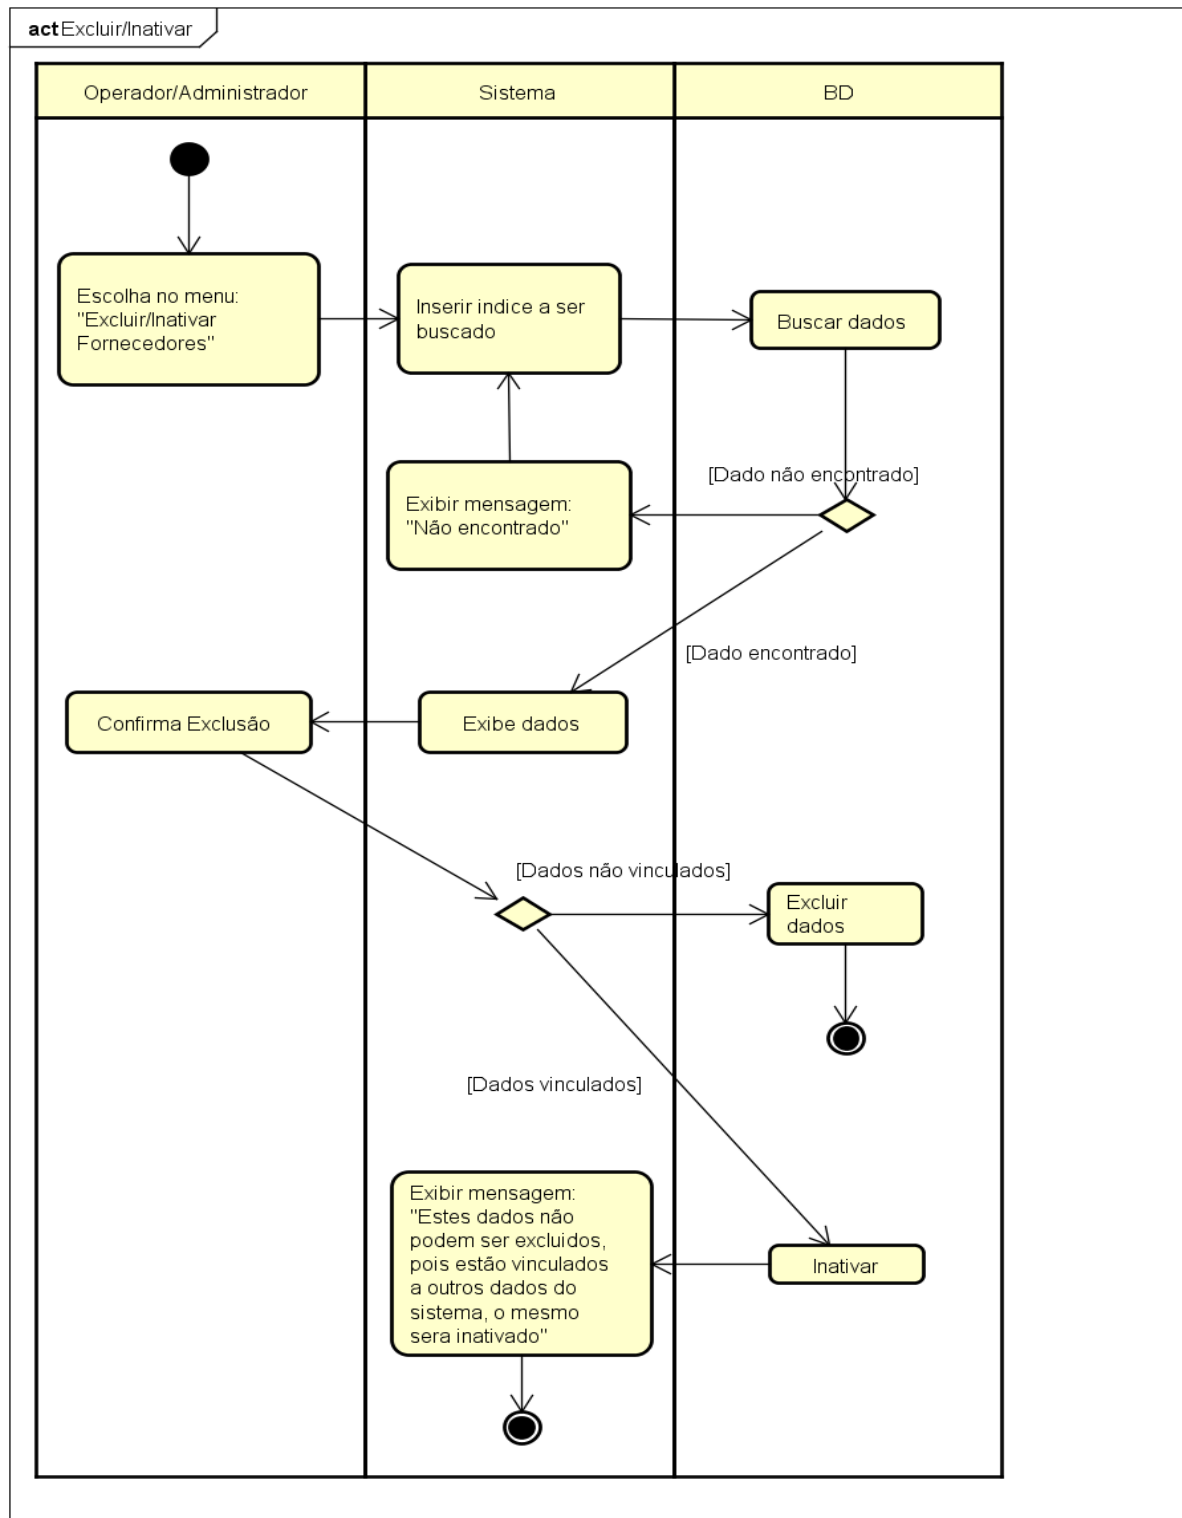 act Excluir/Inativar
Operador/Administrador
Sistema
BD
Escolha no menu:
"Excluir/Inativar
Fornecedores"
Inserir indice a ser
buscado
Buscar dados
[Dado não encontrado]
Exibir mensagem:
"Não encontrado"
[Dado encontrado]
Confirma Exclusão
Exibe dados
[Dados não vinculados]
Excluir
dados
[Dados vinculados]
Exibir mensagem:
"Estes dados não
podem ser excluidos,
pois estão vinculados
a outros dados do
sistema, o mesmo
sera inativado"
Inativar